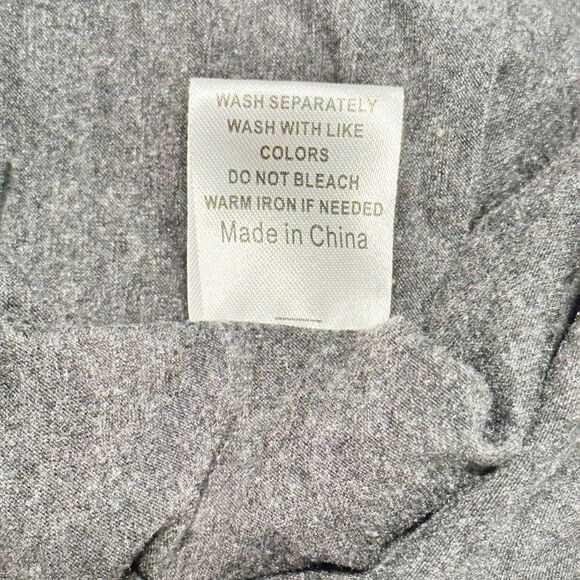 WASH SEPARATELY
WASH WITH LIKE
COLORS
DO NOT BLEACH
WARM IRON IF NEEDED
Made in China